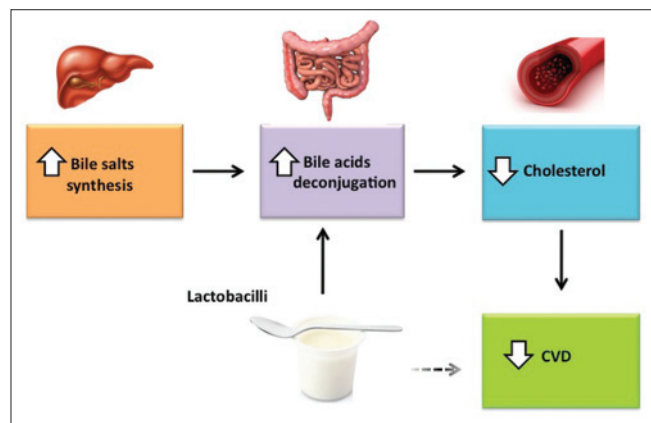 Bile salts
synthesis
Bile acids
deconjugation
Cholesterol
Lactobacilli
CVD